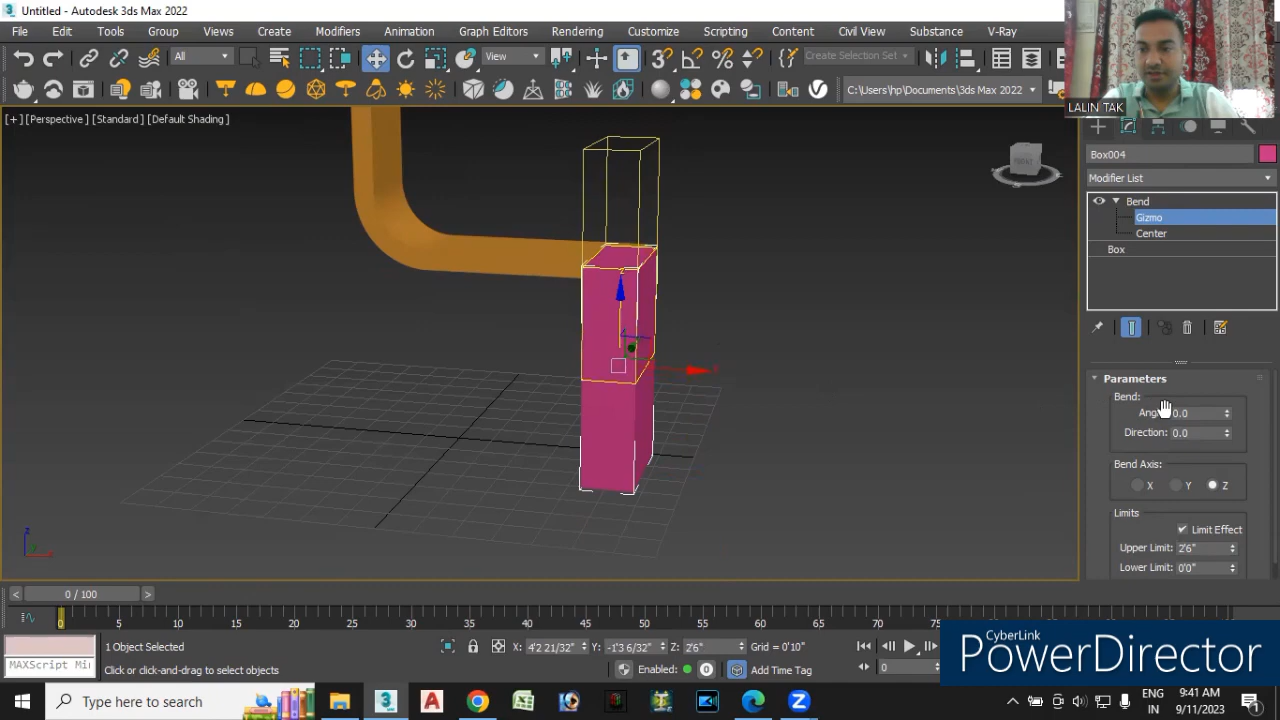 Untitled - Autodesk 3ds Max 2022
File Edit Tools Group Views Create Modifiers Animation Graph Editors Rendering Customize Scripting Content Civil View Substance V-Ray
All View Create Selection Set
C:\Users\hp\Documents\3ds Max 2022
LALIN TAK
[+] [Perspective] [Standard] [Default Shading]
FRONT
Box004
Modifier List
Bend
Gizmo
Center
Box
Parameters
Bend:
0.0
Direction: 0.0
Bend Axis:
X Y Z
Limits
Limit Effect
Upper Limit: 2'6"
Lower Limit: 0'0"
0 / 100
0 5 10 15 20 25 30 35 40 45 50 55 60 65 70 75
1 Object Selected X: 4'2 21/32" Y: -1'3 6/32" Z: 2'6" Grid = 0'10"
MAXScript Mi
Click or click-and-drag to select objects
Enabled: 0 Add Time Tag
0
CyberLink
PowerDirector
Type here to search
ENG
IN
9:41 AM
9/11/2023